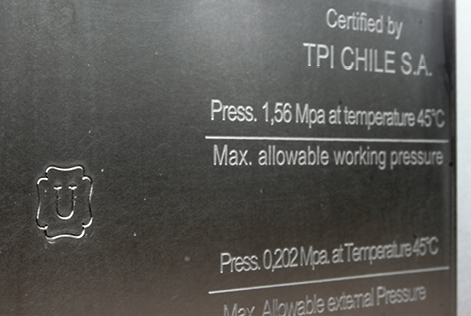 Certified by
TPI CHILE S.A.
Press. 1,56 Mpa at temperature 45°C
Max. allowable working pressure
U
Press. 0,202 Mpa. at Temperature 45°C
Max. Allowable external Pressure